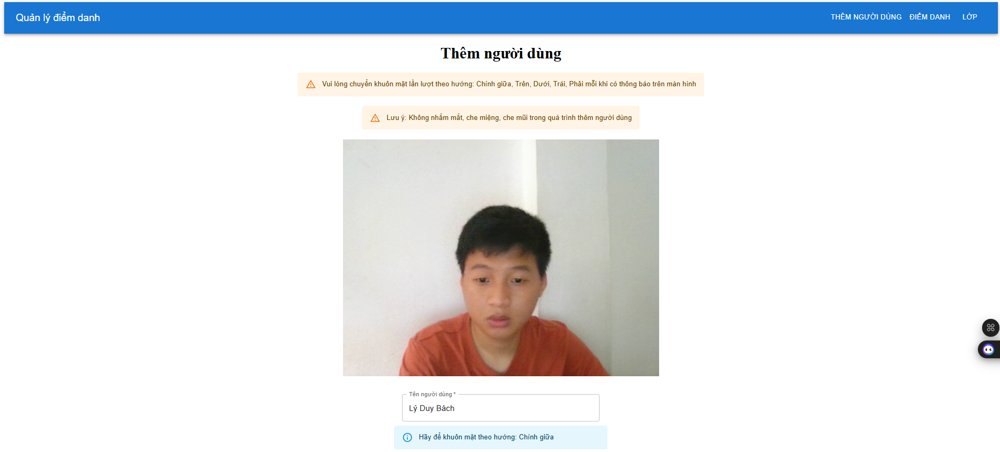 Quản lý điểm danh
THÊM NGƯỜI DÙNG ĐIỂM DANH LỚP
Thêm người dùng
Vui lòng chuyển khuôn mặt lần lượt theo hướng: Chính giữa, Trên, Dưới, Trái, Phải mỗi khi có thông báo trên màn hình
Lưu ý: Không nhắm mắt, che miệng, che mũi trong quá trình thêm người dùng
Tên người dùng *
Lý Duy Bách
Hãy để khuôn mặt theo hướng: Chính giữa